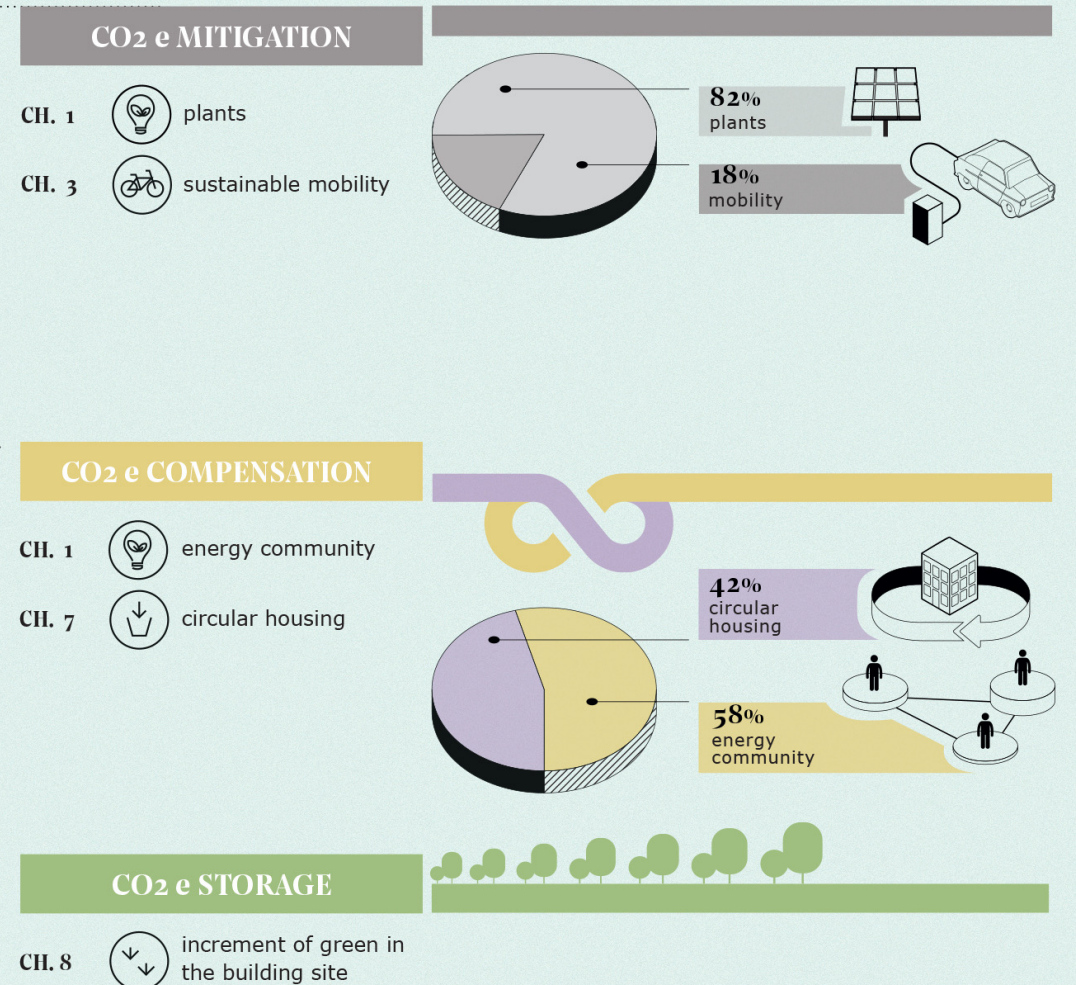 CO2 e MITIGATION
CH. 1
plants
CH. 3
sustainable mobility
82%
plants
18%
mobility
CO2 e COMPENSATION
CH. 1
energy community
CH. 7
circular housing
42%
circular
housing
58%
energy
community
CO2 e STORAGE
CH. 8
increment of green in
the building site